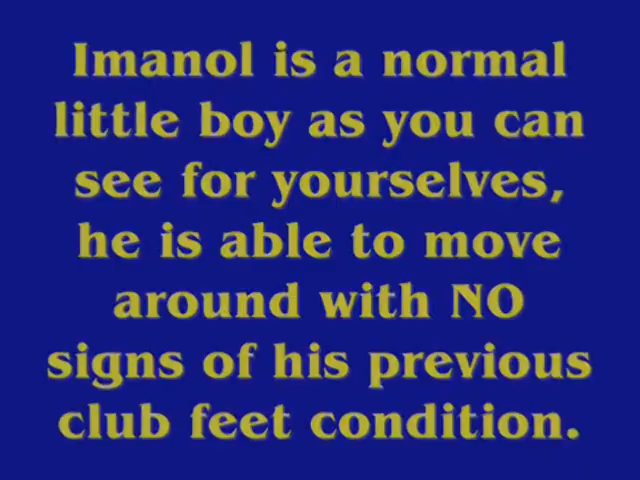 Imanol is a normal
little boy as you can
see for yourselves,
he is able to move
around with NO
signs of his previous
club feet condition.